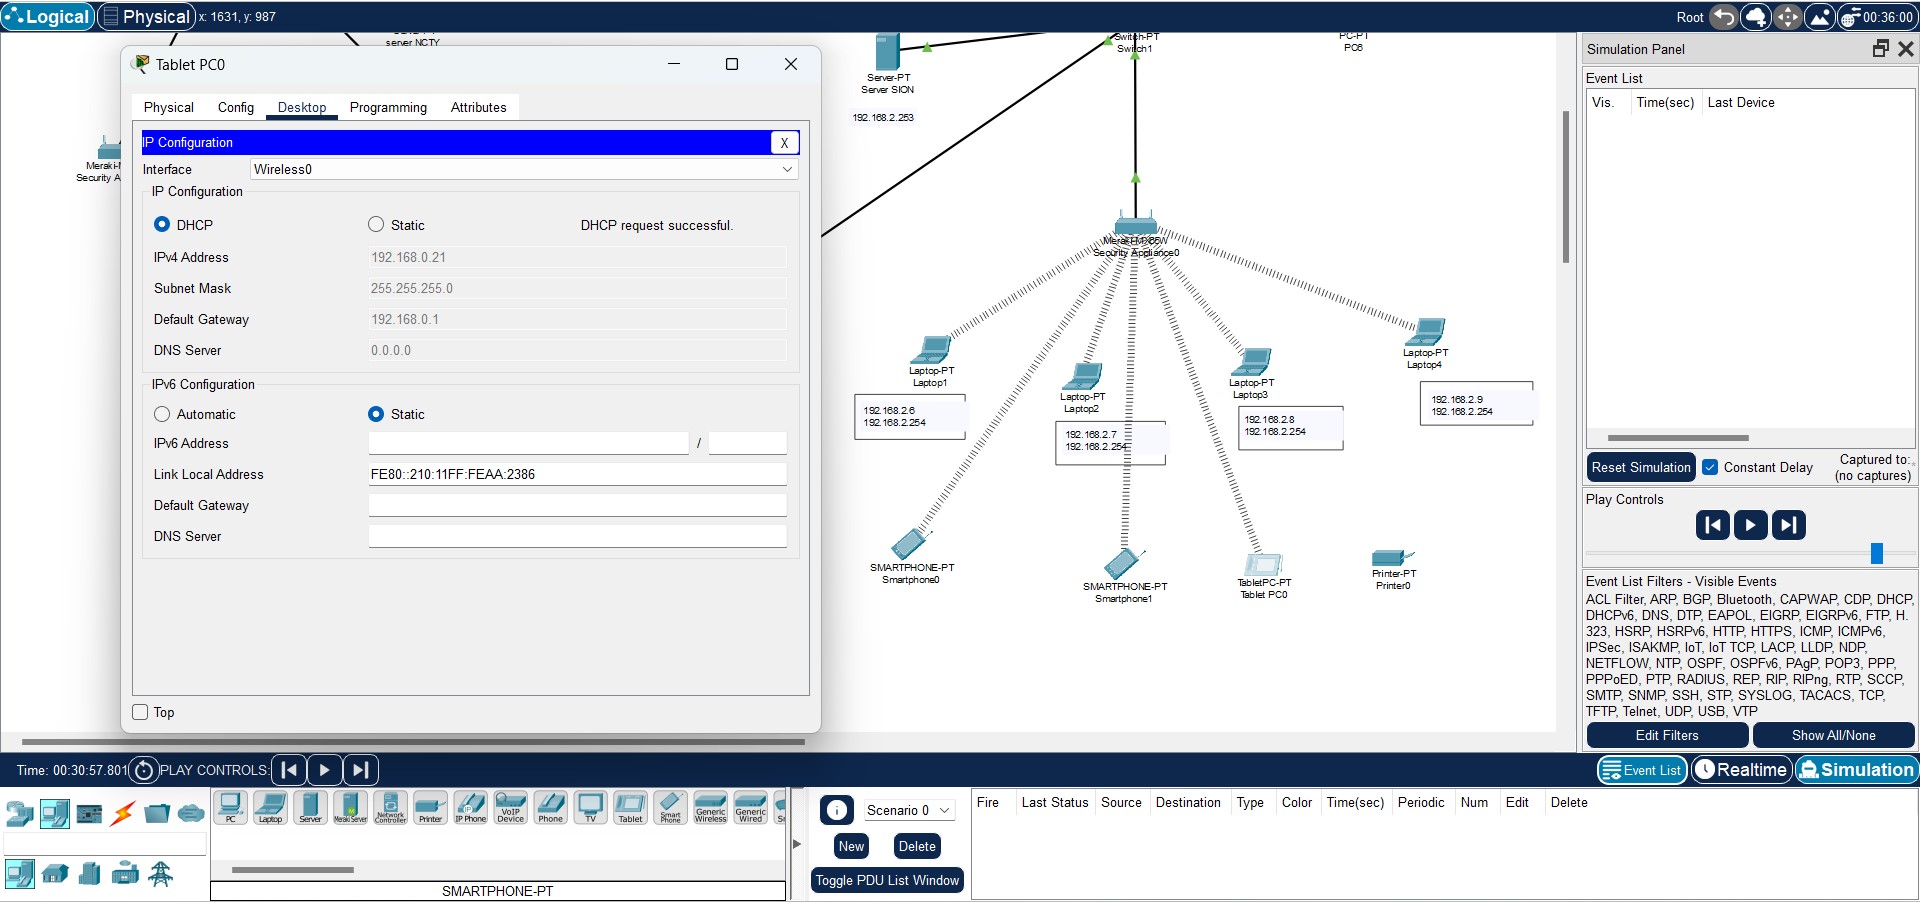 Logical
Physical
x: 1631, y: 987
Root
00:36:00
server NCTY
Tablet PC0
Physical
Config
Desktop
Programming
Attributes
IP Configuration
X
Interface
Wireless0
IP Configuration
DHCP
Static
DHCP request successful.
IPv4 Address
192.168.0.21
Subnet Mask
255.255.255.0
Default Gateway
192.168.0.1
DNS Server
0.0.0.0
IPv6 Configuration
Automatic
Static
IPv6 Address
/
Link Local Address
FE80::210:11FF:FEAA:2386
Default Gateway
DNS Server
Top
Security A
Server-PT
Server SION
192.168.2.253
Switch-PT
Switch1
PC-PT
PC6
Security Appliance0
Laptop-PT
Laptop1
192.168.2.6
192.168.2.254
Laptop-PT
Laptop2
192.168.2.7
192.168.2.254
Laptop-PT
Laptop3
192.168.2.8
192.168.2.254
Laptop-PT
Laptop4
192.168.2.9
192.168.2.254
SMARTPHONE-PT
Smartphone0
SMARTPHONE-PT
Smartphone1
TabletPC-PT
Tablet PC0
Printer-PT
Printer0
Simulation Panel
Event List
Vis.
Time(sec)
Last Device
Reset Simulation
Constant Delay
Captured to:
(no captures)
Play Controls
Event List Filters - Visible Events
ACL Filter, ARP, BGP, Bluetooth, CAPWAP, CDP, DHCP,
DHCPv6, DNS, DTP, EAPOL, EIGRP, EIGRPv6, FTP, H.
323, HSRP, HSRPv6, HTTP, HTTPS, ICMP, ICMPv6,
IPSec, ISAKMP, IoT, IoT TCP, LACP, LLDP, NDP,
NETFLOW, NTP, OSPF, OSPFv6, PAgP, POP3, PPP,
PPPoED, PTP, RADIUS, REP, RIP, RIPng, RTP, SCCP,
SMTP, SNMP, SSH, STP, SYSLOG, TACACS, TCP,
TFTP, Telnet, UDP, USB, VTP
Edit Filters
Show All/None
Time: 00:30:57.801
PLAY CONTROLS:
Event List
Realtime
Simulation
PC
Laptop
Server
Meraki Server
Network Controller
Printer
IP Phone
VoIP Device
Phone
TV
Tablet
Smart Phone
Generic Wireless
Generic Wired
SMARTPHONE-PT
Scenario 0
New
Delete
Toggle PDU List Window
Fire
Last Status
Source
Destination
Type
Color
Time(sec)
Periodic
Num
Edit
Delete